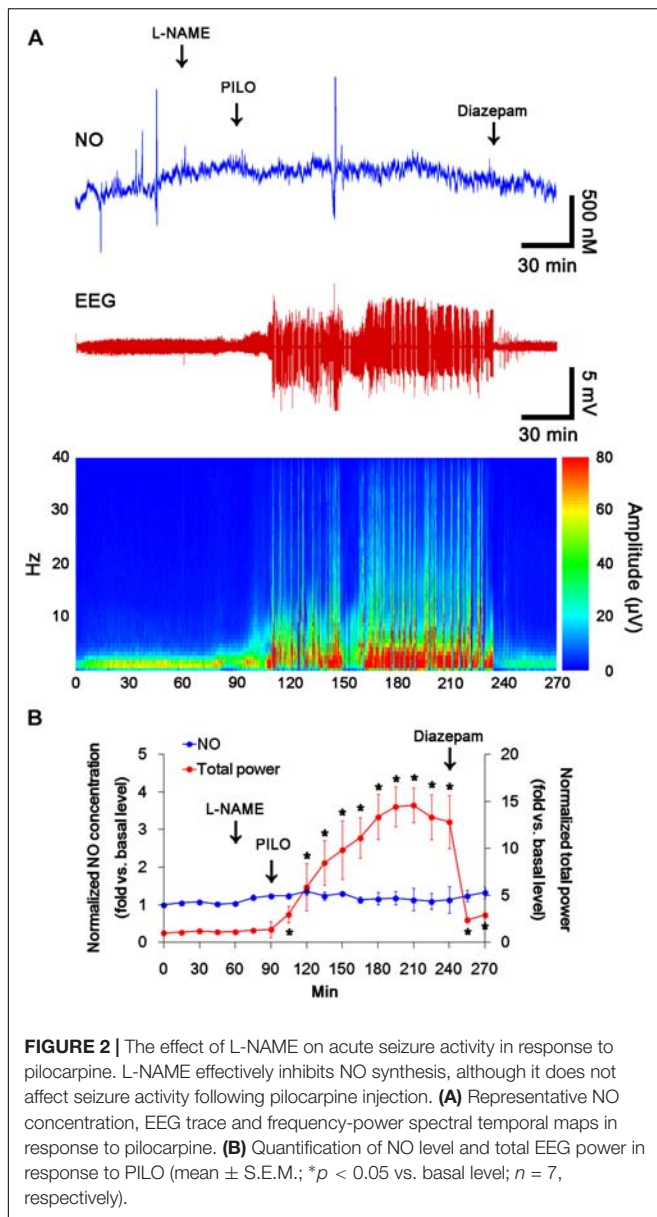 A
L-NAME
PILO
NO
Diazepam
500 nM
30 min
EEG
5 mV
30 min
40
30
20
10
Hz
0 30 60 90 120 150 180 210 240 270
80
60
40
20
0
Amplitude (µV)
B
NO
Total power
Diazepam
L-NAME
PILO
Normalized NO concentration
(fold vs. basal level)
5
4
3
2
1
0
20
15
10
5
0
Normalized total power
(fold vs. basal level)
* * * * * * * * * * * *
0 30 60 90 120 150 180 210 240 270
Min
FIGURE 2 | The effect of L-NAME on acute seizure activity in response to
pilocarpine. L-NAME effectively inhibits NO synthesis, although it does not
affect seizure activity following pilocarpine injection. (A) Representative NO
concentration, EEG trace and frequency-power spectral temporal maps in
response to pilocarpine. (B) Quantification of NO level and total EEG power in
response to PILO (mean ± S.E.M.; *p < 0.05 vs. basal level; n = 7,
respectively).